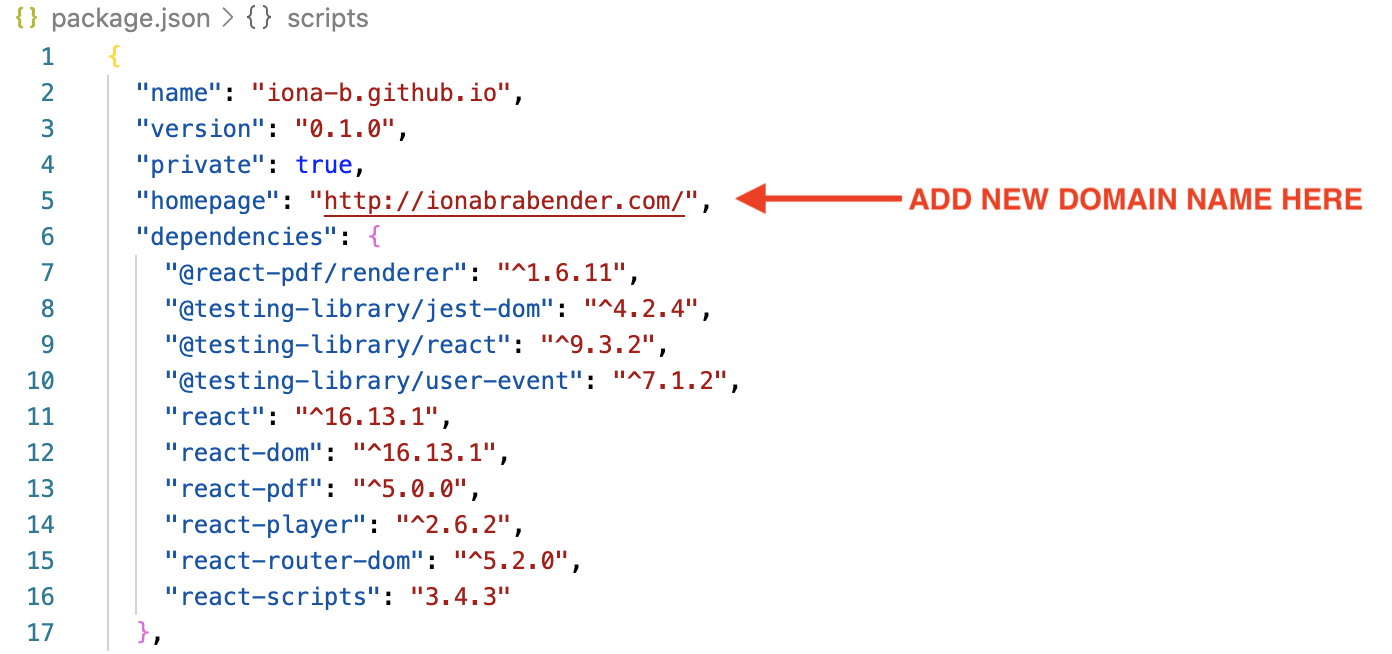 {} package.json > {} scripts
1 {
2 "name": "iona-b.github.io",
3 "version": "0.1.0",
4 "private": true,
5 "homepage": "http://ionabrabender.com/", ADD NEW DOMAIN NAME HERE
6 "dependencies": {
7 "@react-pdf/renderer": "^1.6.11",
8 "@testing-library/jest-dom": "^4.2.4",
9 "@testing-library/react": "^9.3.2",
10 "@testing-library/user-event": "^7.1.2",
11 "react": "^16.13.1",
12 "react-dom": "^16.13.1",
13 "react-pdf": "^5.0.0",
14 "react-player": "^2.6.2",
15 "react-router-dom": "^5.2.0",
16 "react-scripts": "3.4.3"
17 },